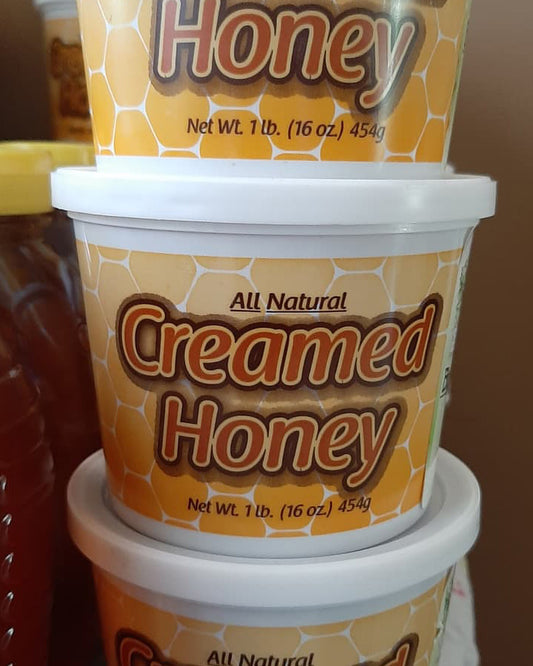 Honey
Net Wt. 1 lb. (16 oz.) 454g
All Natural
Creamed
Honey
Net Wt. 1 lb. (16 oz.) 454g
All Natural
Creamed